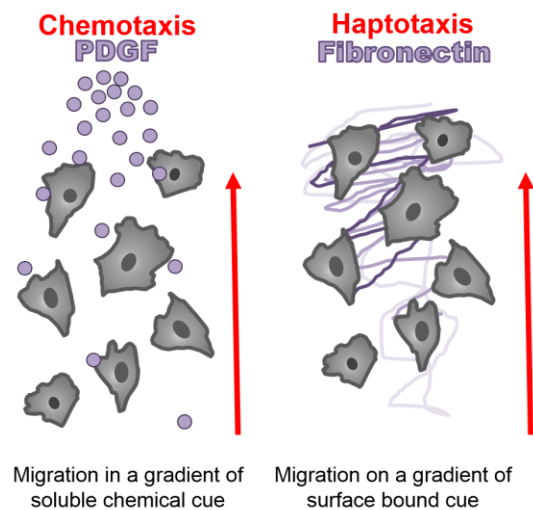 Chemotaxis
PDGF
Migration in a gradient of
soluble chemical cue
Haptotaxis
Fibronectin
Migration on a gradient of
surface bound cue